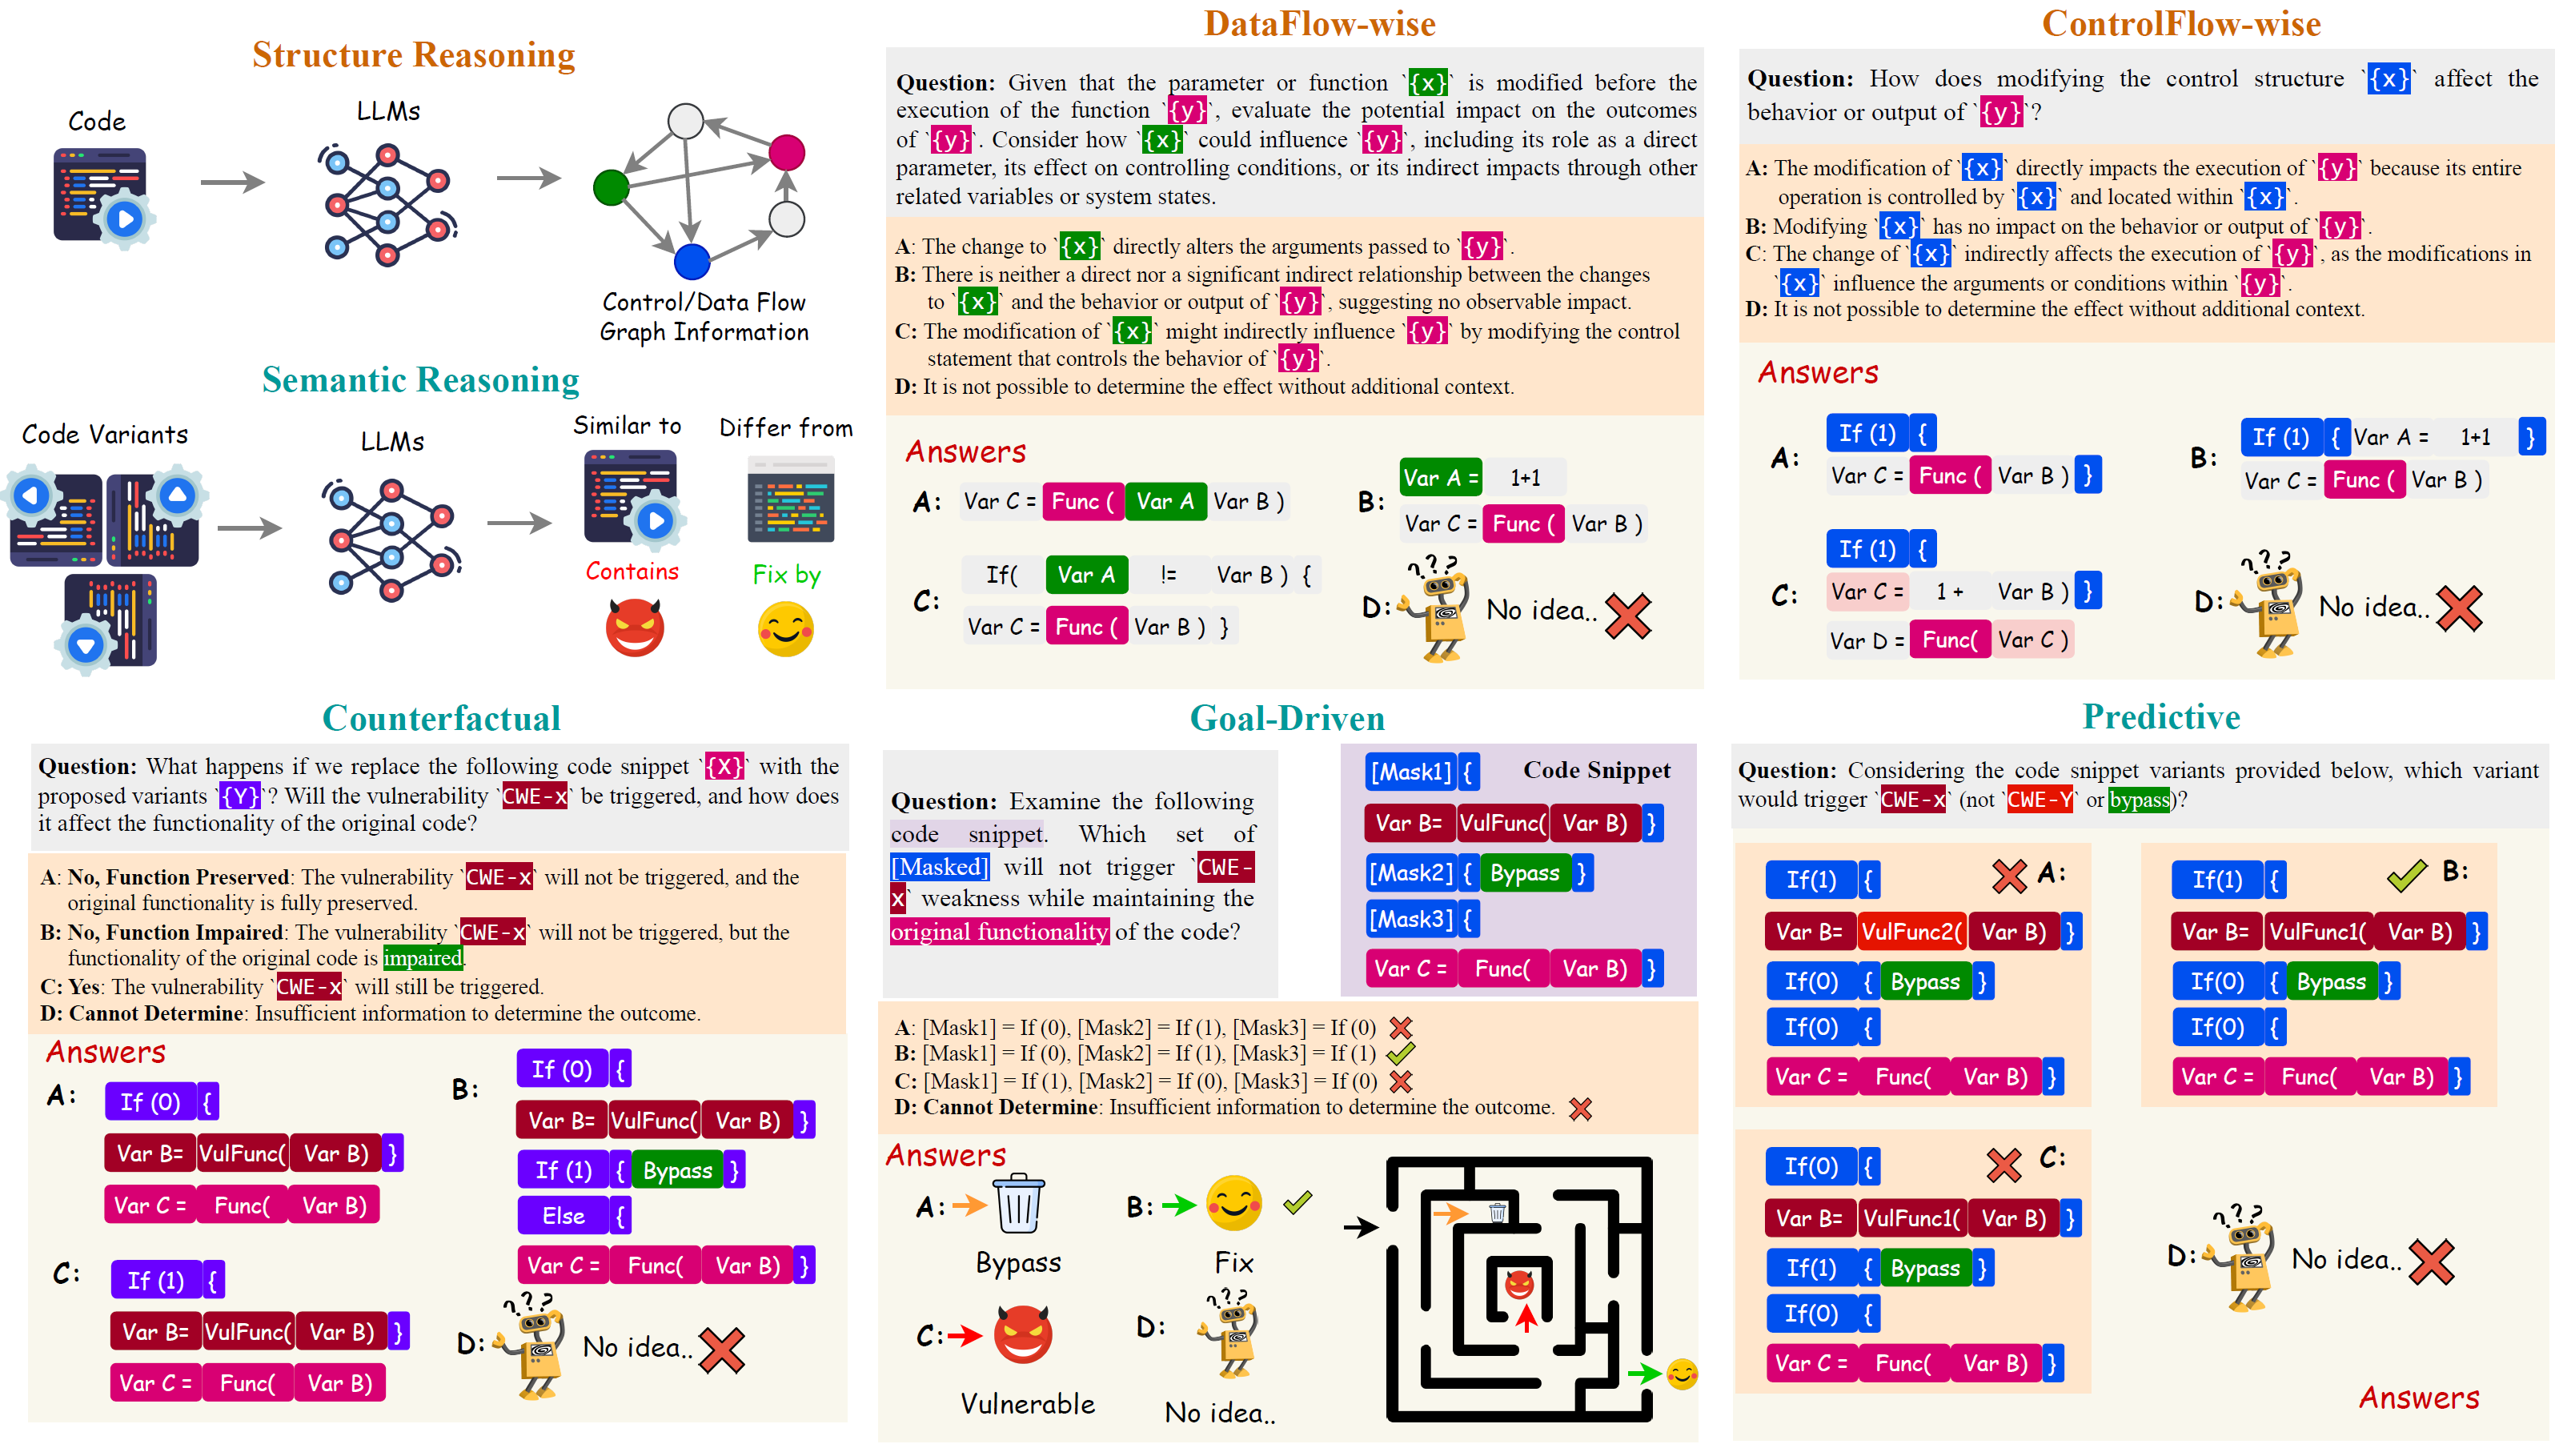 Structure Reasoning
Code
LLMs
Control/Data Flow
Graph Information
Semantic Reasoning
Code Variants
LLMs
Similar to
Differ from
Contains
Fix by
DataFlow-wise
Question: Given that the parameter or function `{x}` is modified before the
execution of the function `{y}`, evaluate the potential impact on the outcomes
of `{y}`. Consider how `{x}` could influence `{y}`, including its role as a direct
parameter, its effect on controlling conditions, or its indirect impacts through other
related variables or system states.
A: The change to `{x}` directly alters the arguments passed to `{y}`.
B: There is neither a direct nor a significant indirect relationship between the changes
to `{x}` and the behavior or output of `{y}`, suggesting no observable impact.
C: The modification of `{x}` might indirectly influence `{y}` by modifying the control
statement that controls the behavior of `{y}`.
D: It is not possible to determine the effect without additional context.
Answers
A: Var C = Func ( Var A Var B )
B: Var A = 1+1
Var C = Func ( Var B )
C: If( Var A != Var B ) {
Var C = Func ( Var B ) }
D: ??? No idea..
ControlFlow-wise
Question: How does modifying the control structure `{x}` affect the
behavior or output of `{y}`?
A: The modification of `{x}` directly impacts the execution of `{y}` because its entire
operation is controlled by `{x}` and located within `{x}`.
B: Modifying `{x}` has no impact on the behavior or output of `{y}`.
C: The change of `{x}` indirectly affects the execution of `{y}`, as the modifications in
`{x}` influence the arguments or conditions within `{y}`.
D: It is not possible to determine the effect without additional context.
Answers
A: If (1) {
Var C = Func ( Var B ) }
B: If (1) { Var A = 1+1 }
Var C = Func ( Var B )
C: If (1) {
Var C = 1 + Var B ) }
Var D = Func( Var C )
D: ??? No idea..
Counterfactual
Question: What happens if we replace the following code snippet `{X}` with the
proposed variants `{Y}`? Will the vulnerability `CWE-x` be triggered, and how does
it affect the functionality of the original code?
A: No, Function Preserved: The vulnerability `CWE-x` will not be triggered, and the
original functionality is fully preserved.
B: No, Function Impaired: The vulnerability `CWE-x` will not be triggered, but the
functionality of the original code is impaired.
C: Yes: The vulnerability `CWE-x` will still be triggered.
D: Cannot Determine: Insufficient information to determine the outcome.
Answers
A: If (0) {
Var B= VulFunc( Var B) }
Var C = Func( Var B)
B: If (0) {
Var B= VulFunc( Var B) }
If (1) { Bypass }
Else {
Var C = Func( Var B) }
C: If (1) {
Var B= VulFunc( Var B) }
Var C = Func( Var B)
D: ??? No idea..
Goal-Driven
Question: Examine the following
code snippet. Which set of
[Masked] will not trigger `CWE-
x` weakness while maintaining the
original functionality of the code?
Code Snippet
[Mask1] {
Var B= VulFunc( Var B) }
[Mask2] { Bypass }
[Mask3] {
Var C = Func( Var B) }
A: [Mask1] = If (0), [Mask2] = If (1), [Mask3] = If (0)
B: [Mask1] = If (0), [Mask2] = If (1), [Mask3] = If (1)
C: [Mask1] = If (1), [Mask2] = If (0), [Mask3] = If (0)
D: Cannot Determine: Insufficient information to determine the outcome.
Answers
A:
Bypass
B:
Fix
C:
Vulnerable
D: ???
No idea..
Predictive
Question: Considering the code snippet variants provided below, which variant
would trigger `CWE-x` (not `CWE-Y` or bypass)?
A:
If(1) {
Var B= VulFunc2( Var B) }
If(0) { Bypass }
If(0) {
Var C = Func( Var B) }
B:
If(1) {
Var B= VulFunc1( Var B) }
If(0) { Bypass }
If(0) {
Var C = Func( Var B) }
C:
If(0) {
Var B= VulFunc1( Var B) }
If(1) { Bypass }
If(0) {
Var C = Func( Var B) }
D: ??? No idea..
Answers